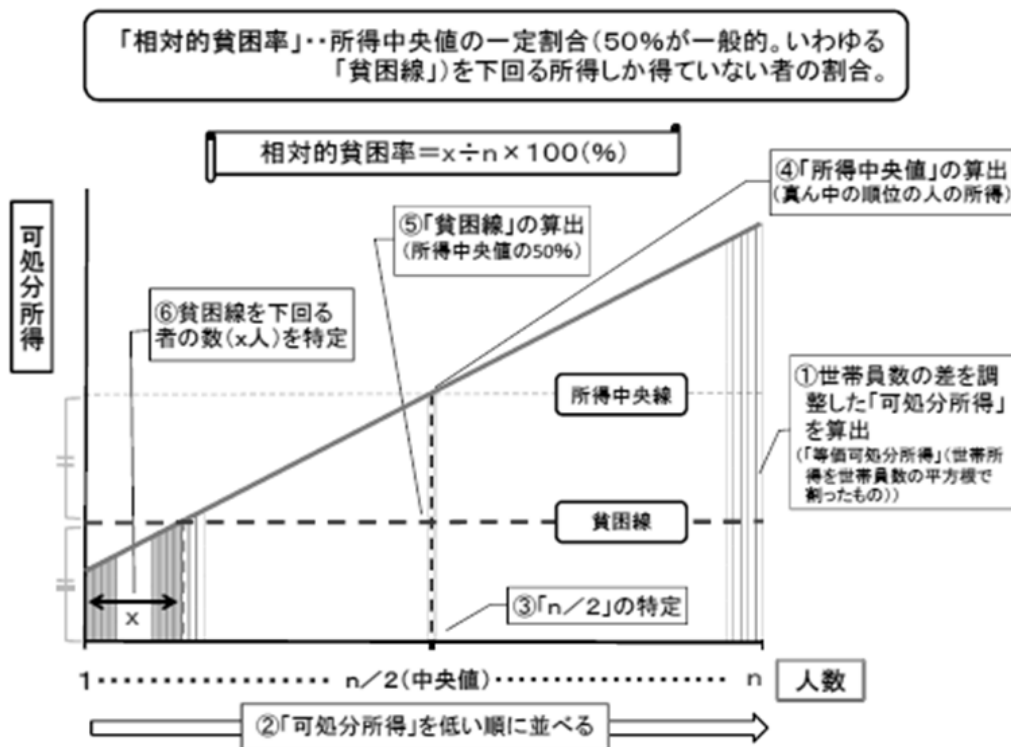 「相対的貧困率」‥所得中央値の一定割合(50%が一般的。いわゆる
「貧困線」)を下回る所得しか得ていない者の割合。
相対的貧困率＝x÷n×100(%)
④「所得中央値」の算出
(真ん中の順位の人の所得)
⑤「貧困線」の算出
(所得中央値の50%)
可処分所得
⑥貧困線を下回る
者の数(x人)を特定
所得中央線
①世帯員数の差を調
整した「可処分所得」
を算出
(「等価可処分所得」(世帯所
得を世帯員数の平方根で
割ったもの))
貧困線
③「n／2」の特定
x
1‥‥‥‥‥n／2(中央値)‥‥‥‥‥‥n
人数
②「可処分所得」を低い順に並べる